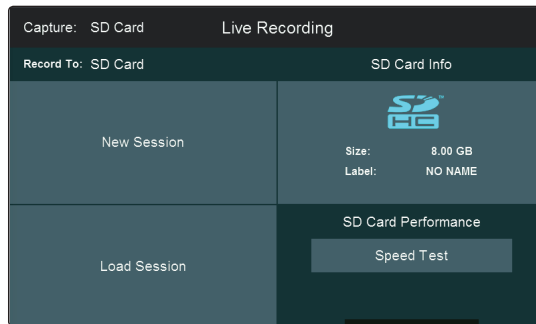 Capture: SD Card Live Recording
Record To: SD Card SD Card Info
New Session
SD HC ™
Size: 8.00 GB
Label: NO NAME
SD Card Performance
Speed Test
Load Session